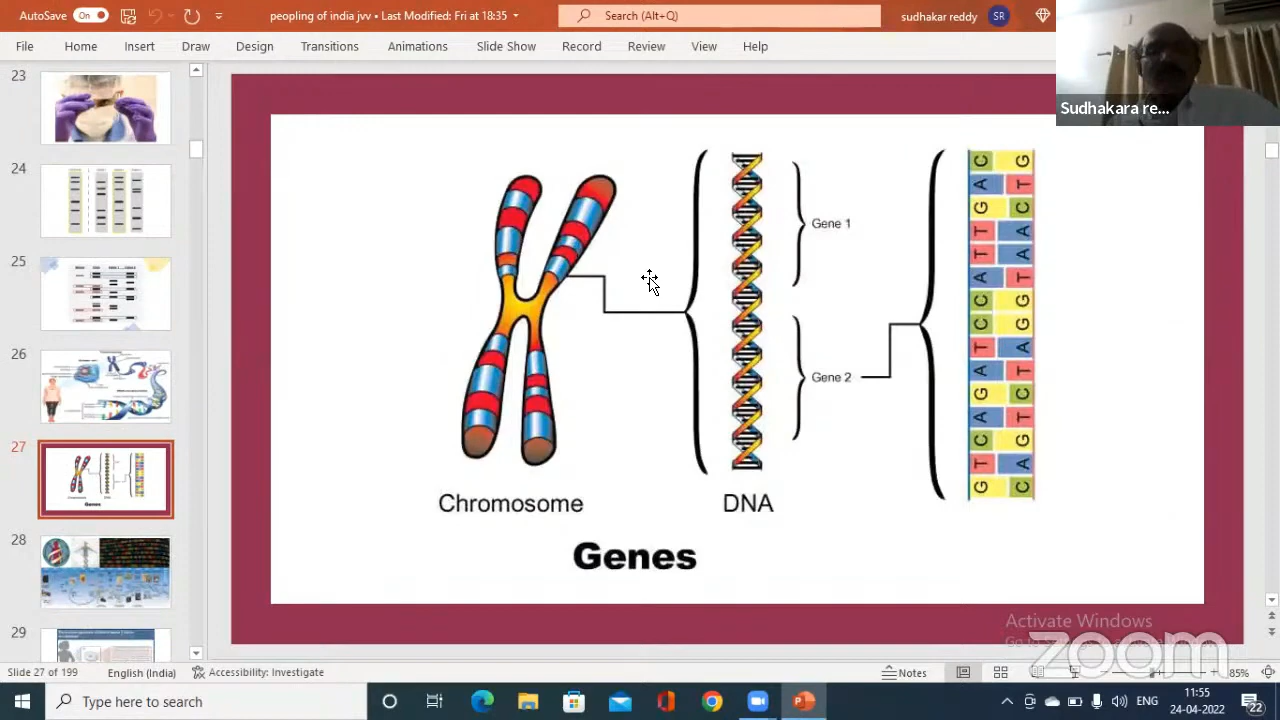 AutoSave On peopling of india jvv • Last Modified: Fri at 18:35 Search (Alt+Q) sudhakar reddy SR
File Home Insert Draw Design Transitions Animations Slide Show Record Review View Help
Sudhakara re...
23
24
25
26
27
28
29
Gene 1
Gene 2
C G
A T
G C
T A
T A
A T
C G
C G
T A
A T
G C
A T
C G
T A
G C
Chromosome DNA
Genes
Activate Windows
zoom
Slide 27 of 199 English (India) Accessibility: Investigate Notes 85%
Type here to search ENG 11:55
24-04-2022 22